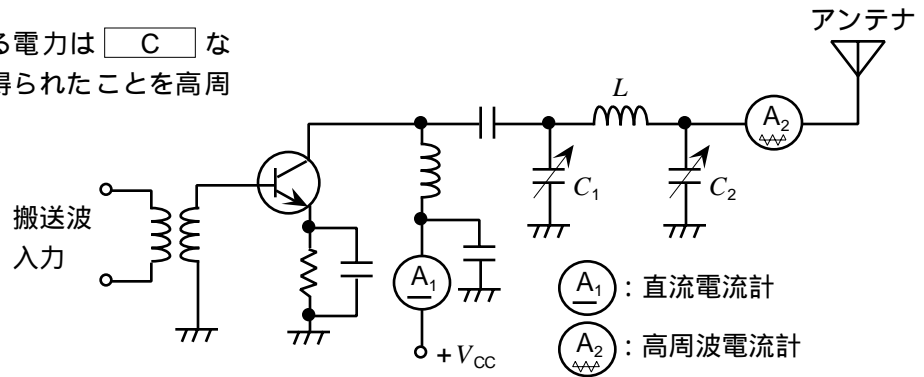 る電力は C な
得られたことを高周
アンテナ
L
A2
C1
C2
搬送波
入力
A1
+VCC
A1：直流電流計
A2：高周波電流計